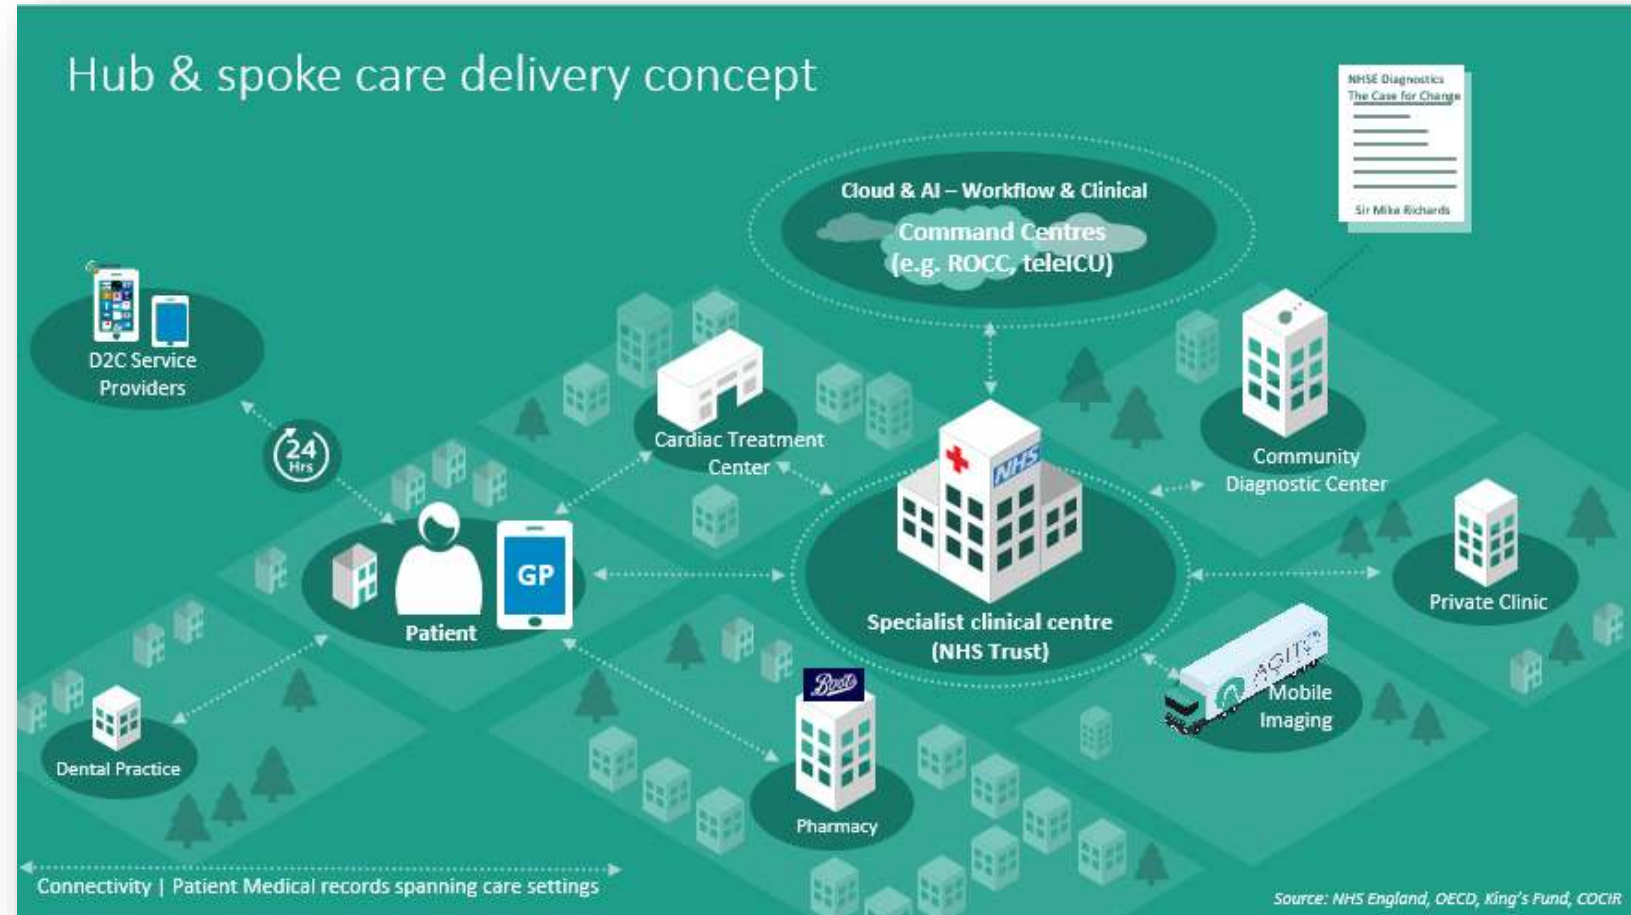 Hub & spoke care delivery concept
NHSE Diagnostics
The Case for Change
Sir Mike Richards
Cloud & AI – Workflow & Clinical
Command Centres
(e.g. ROCC, teleICU)
D2C Service
Providers
24
Hrs
Cardiac Treatment
Center
NHS
Community
Diagnostic Center
GP
Patient
Specialist clinical centre
(NHS Trust)
Private Clinic
Boots
AGITO
Mobile
Imaging
Dental Practice
Pharmacy
Connectivity | Patient Medical records spanning care settings
Source: NHS England, OECD, King's Fund, COCIR